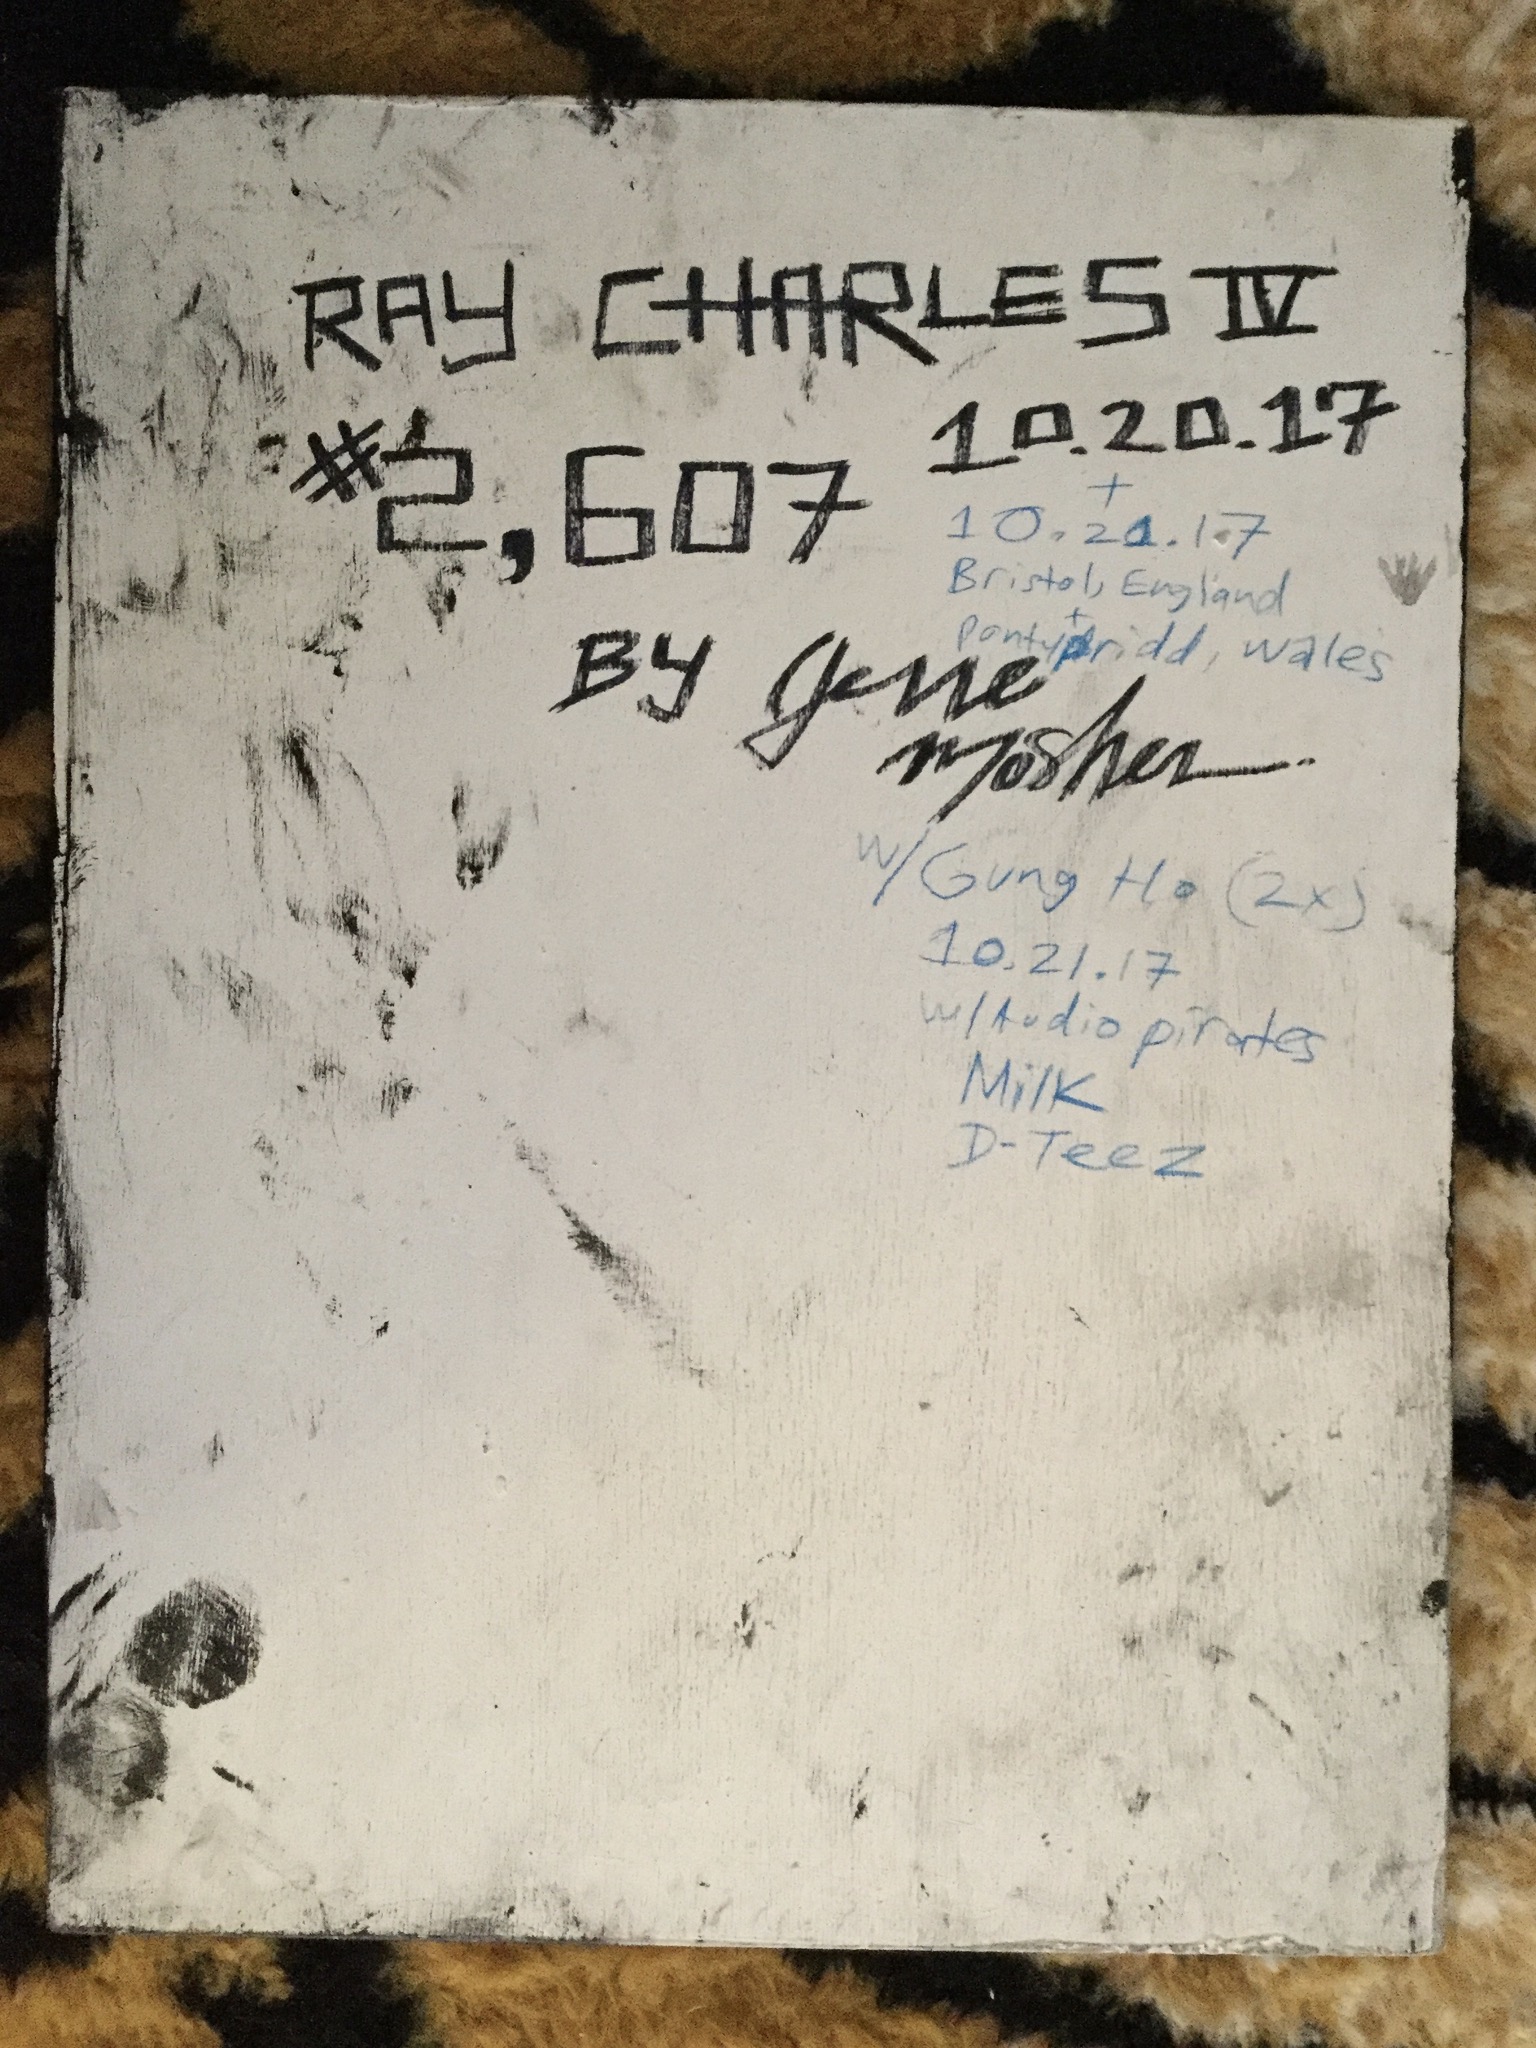 RAY CHARLES IV
#2,607 10.20.17
+
10.21.17
Bristol, England
+
Pontypridd, Wales
BY Gene
Mosher
w/Gung Ho (2x)
10.21.17
w/Audio pirates
Milk
D-Teez